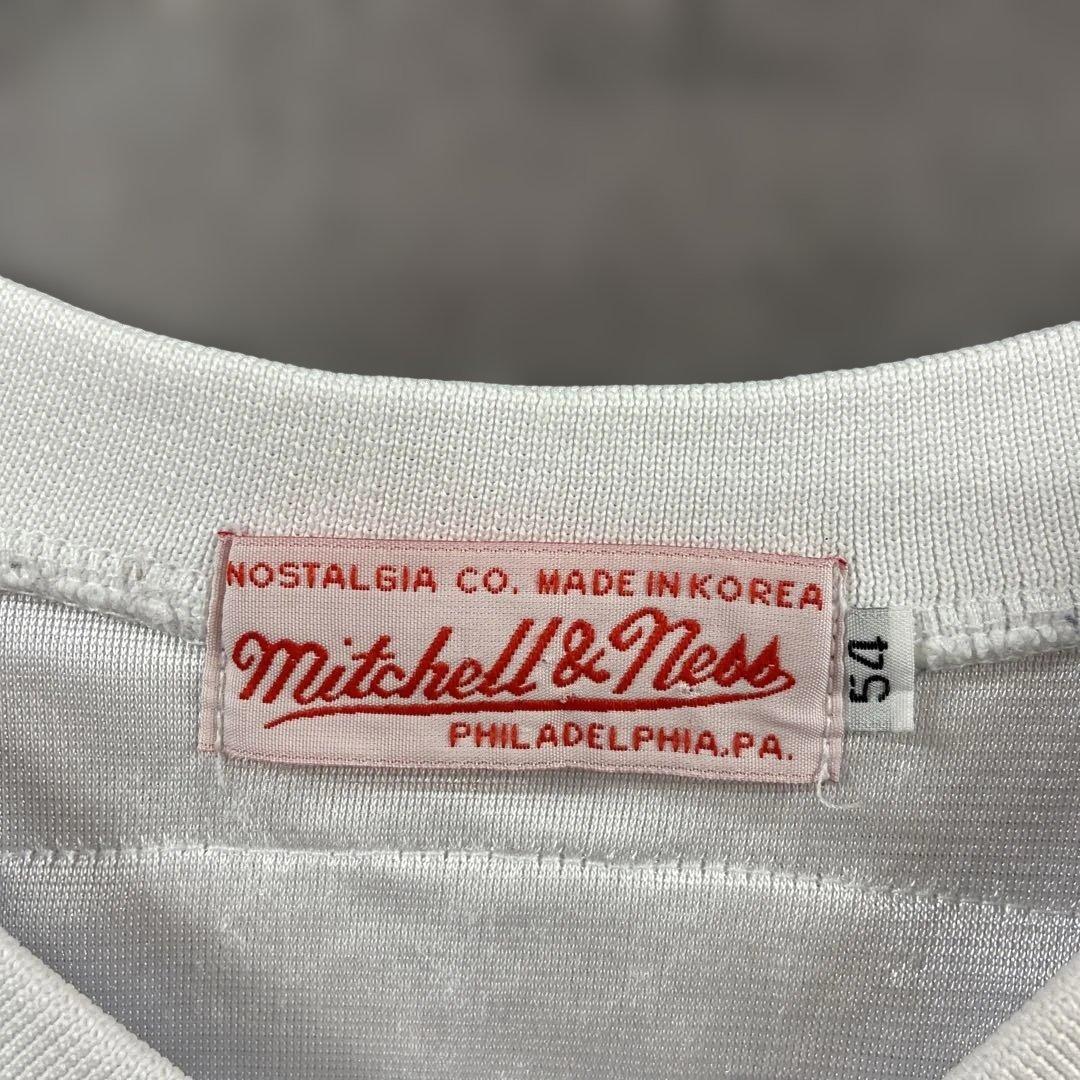 NOSTALGIA CO. MADE IN KOREA
Mitchell & Ness
PHILADELPHIA, PA.
54